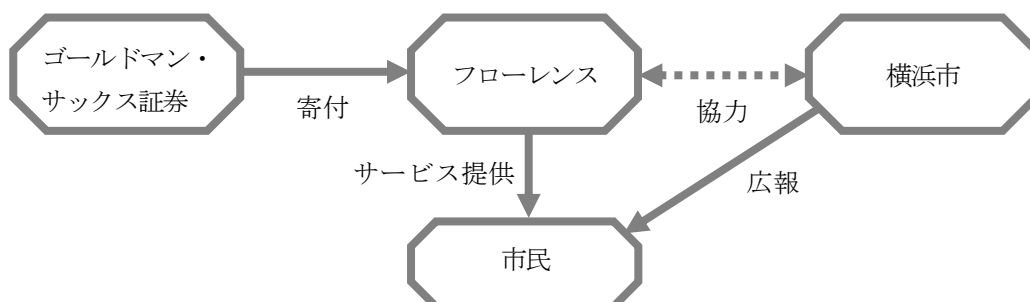 ゴールドマン・
サックス証券
フローレンス
横浜市
寄付
協力
サービス提供
広報
市民